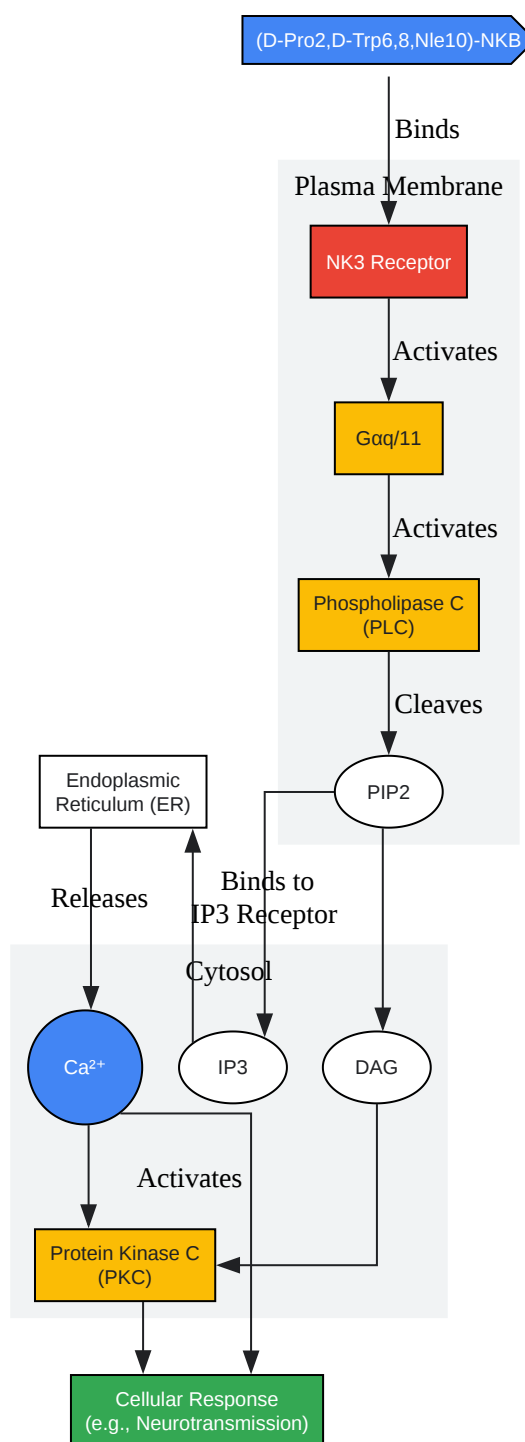 (D-Pro2,D-Trp6,8,Nle10)-NKB
Binds
Plasma Membrane
NK3 Receptor
Activates
Gαq/11
Activates
Phospholipase C
(PLC)
Cleaves
PIP2
Endoplasmic
Reticulum (ER)
Releases
Binds to
IP3 Receptor
Cytosol
Ca²⁺
IP3
DAG
Activates
Protein Kinase C
(PKC)
Cellular Response
(e.g., Neurotransmission)